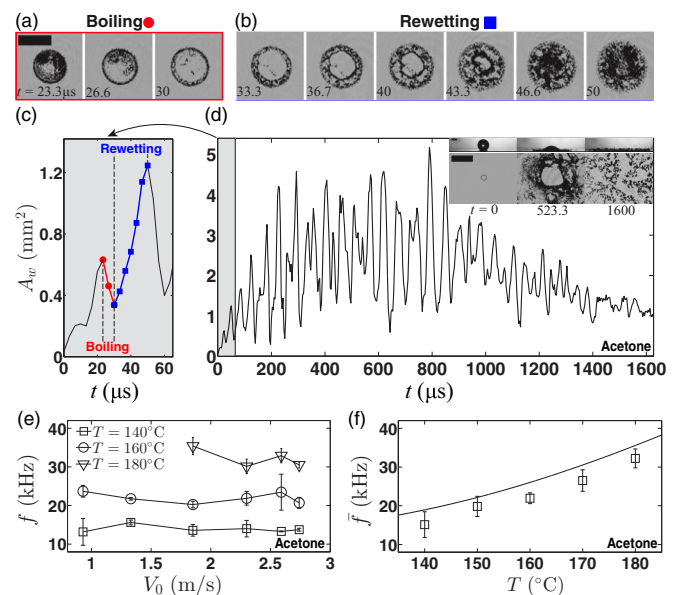 (a) Boiling
t = 23.3μs 26.6 30
(b) Rewetting
33.3 36.7 40 43.3 46.6 50
(c)
Rewetting
Boiling
A_w (mm²)
1.2
0.8
0.4
0
0 20 40 60
t (μs)
(d)
5
4
3
2
1
0
t = 0 523.3 1600
Acetone
0 200 400 600 800 1000 1200 1400 1600
t (μs)
(e)
T = 140°C
T = 160°C
T = 180°C
f (kHz)
40
30
20
10
Acetone
1 1.5 2 2.5 3
V₀ (m/s)
(f)
f̄ (kHz)
40
30
20
10
Acetone
140 150 160 170 180
T (°C)